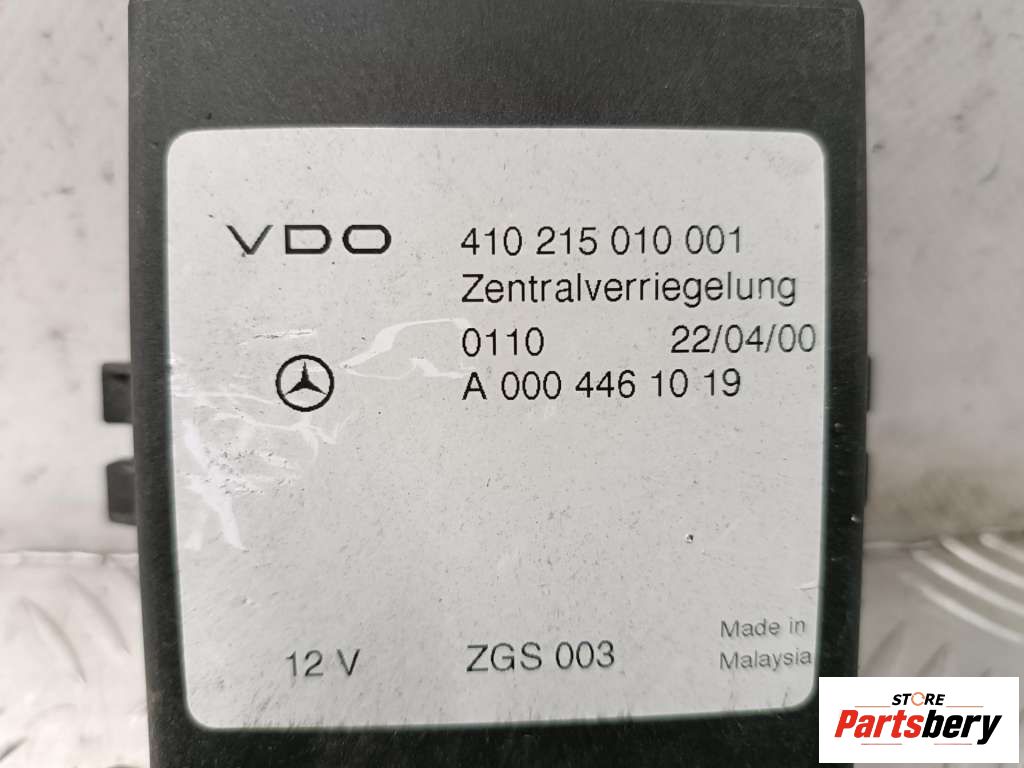 VDO 410 215 010 001
Zentralverriegelung
0110 22/04/00
A 000 446 10 19
12 V ZGS 003 Made in
Malaysia
STORE
Partsbery